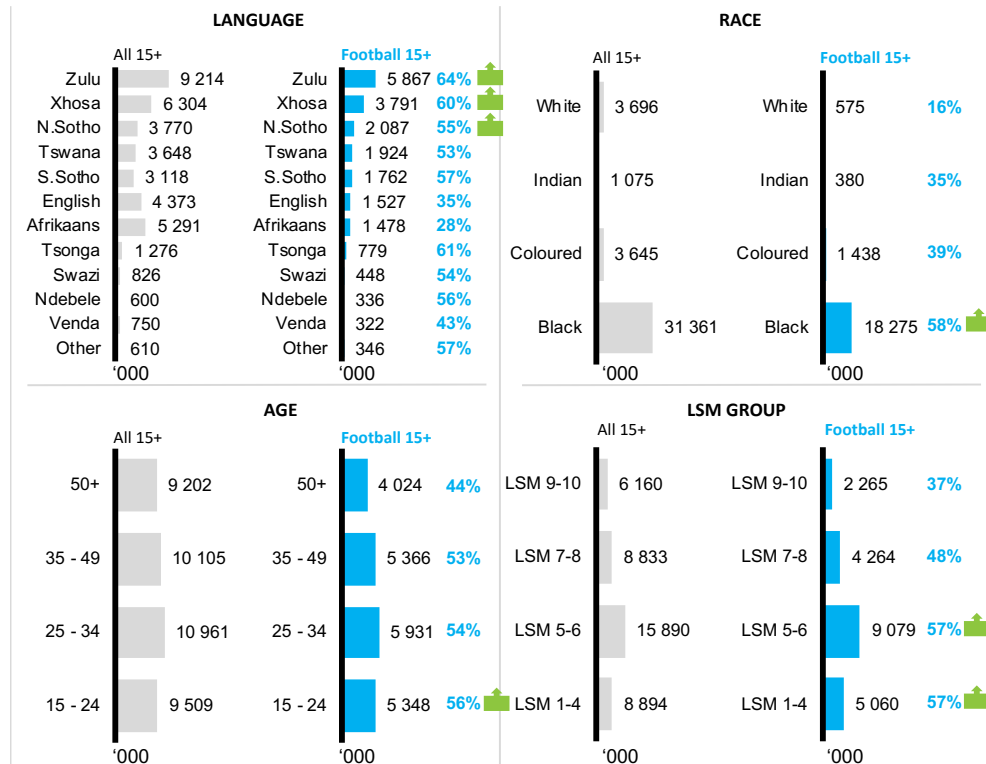 LANGUAGE
All 15+ Football 15+
Zulu 9 214 Zulu 5 867 64%
Xhosa 6 304 Xhosa 3 791 60%
N.Sotho 3 770 N.Sotho 2 087 55%
Tswana 3 648 Tswana 1 924 53%
S.Sotho 3 118 S.Sotho 1 762 57%
English 4 373 English 1 527 35%
Afrikaans 5 291 Afrikaans 1 478 28%
Tsonga 1 276 Tsonga 779 61%
Swazi 826 Swazi 448 54%
Ndebele 600 Ndebele 336 56%
Venda 750 Venda 322 43%
Other 610 Other 346 57%
‘000 ‘000
RACE
All 15+ Football 15+
White 3 696 White 575 16%
Indian 1 075 Indian 380 35%
Coloured 3 645 Coloured 1 438 39%
Black 31 361 Black 18 275 58%
‘000 ‘000
AGE
All 15+ Football 15+
50+ 9 202 50+ 4 024 44%
35 - 49 10 105 35 - 49 5 366 53%
25 - 34 10 961 25 - 34 5 931 54%
15 - 24 9 509 15 - 24 5 348 56%
‘000 ‘000
LSM GROUP
All 15+ Football 15+
LSM 9-10 6 160 LSM 9-10 2 265 37%
LSM 7-8 8 833 LSM 7-8 4 264 48%
LSM 5-6 15 890 LSM 5-6 9 079 57%
LSM 1-4 8 894 LSM 1-4 5 060 57%
‘000 ‘000